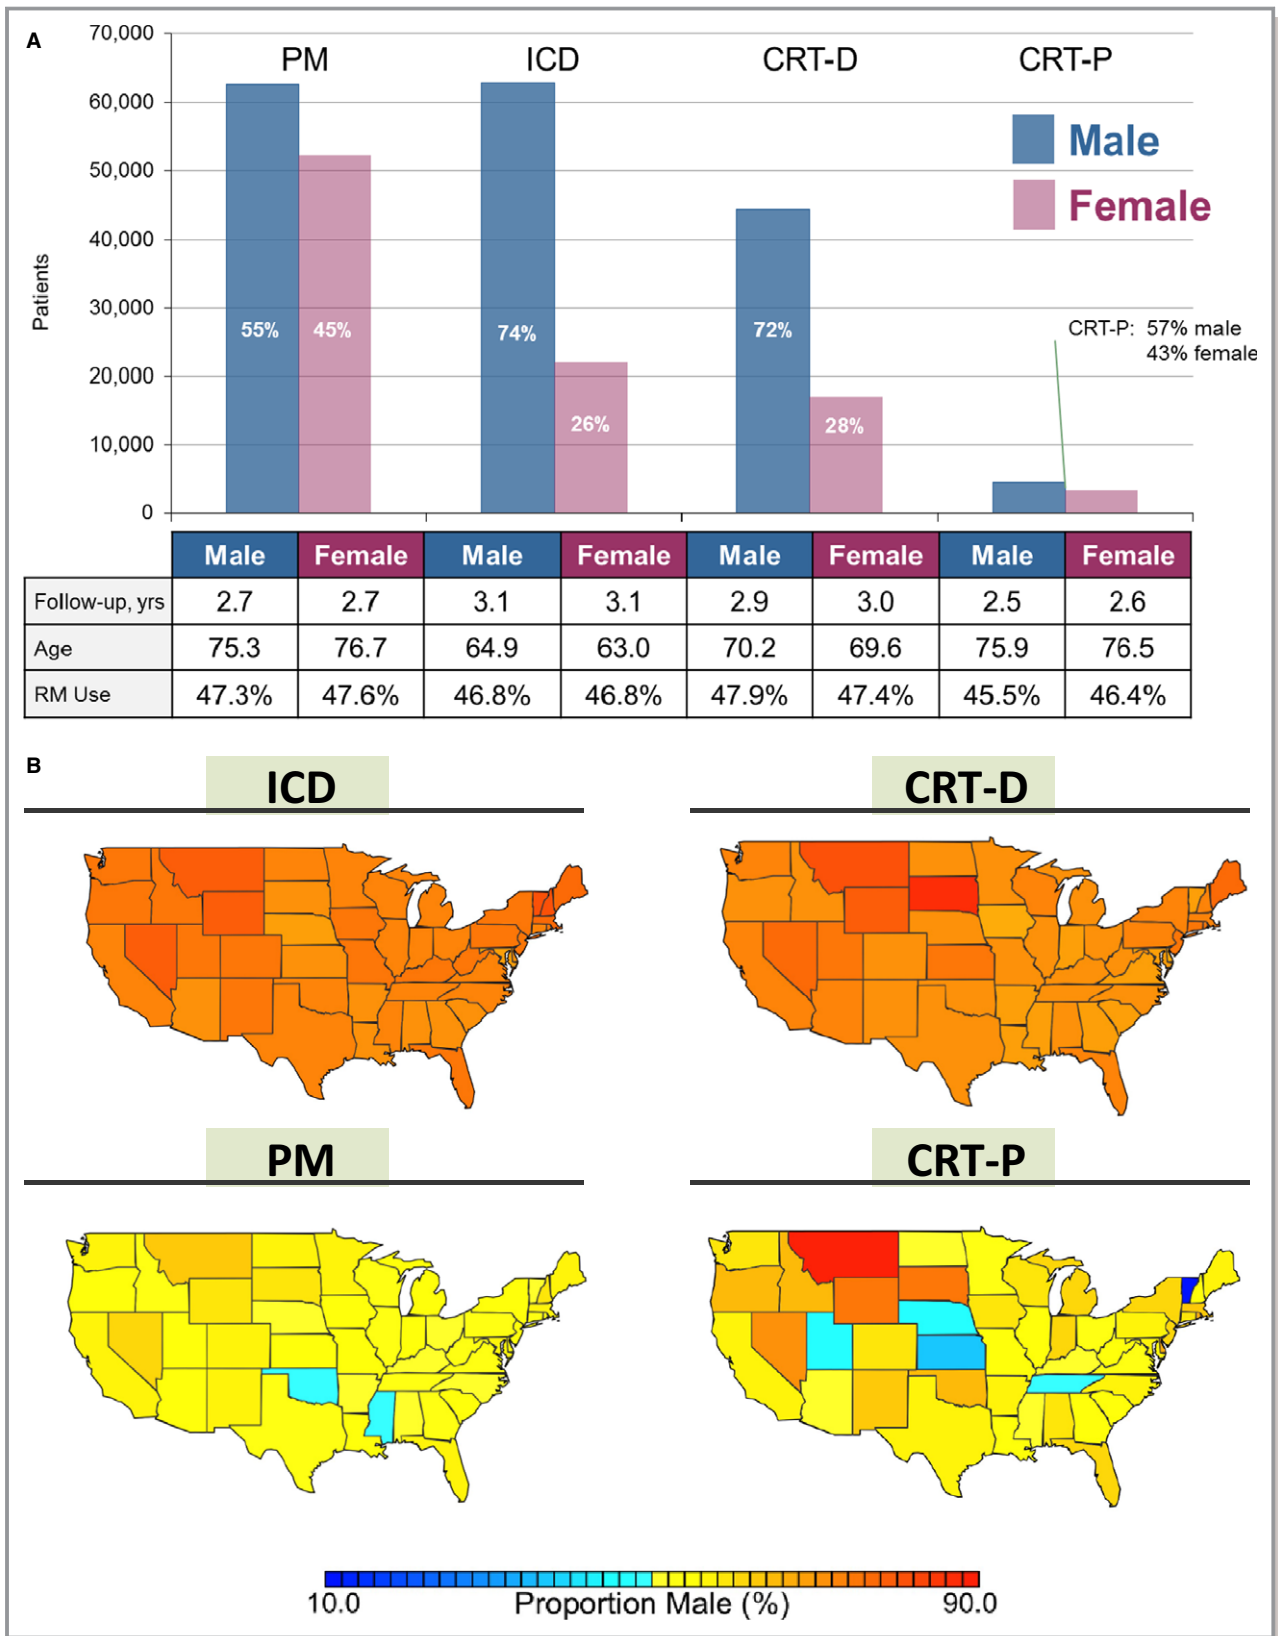 A
70,000
60,000
50,000
40,000
30,000
20,000
10,000
0
Patients
PM ICD CRT-D CRT-P
Male
Female
55% 45% 74% 26% 72% 28%
CRT-P: 57% male
43% female
Male Female Male Female Male Female Male Female
Follow-up, yrs 2.7 2.7 3.1 3.1 2.9 3.0 2.5 2.6
Age 75.3 76.7 64.9 63.0 70.2 69.6 75.9 76.5
RM Use 47.3% 47.6% 46.8% 46.8% 47.9% 47.4% 45.5% 46.4%
B
ICD CRT-D
PM CRT-P
10.0 Proportion Male (%) 90.0